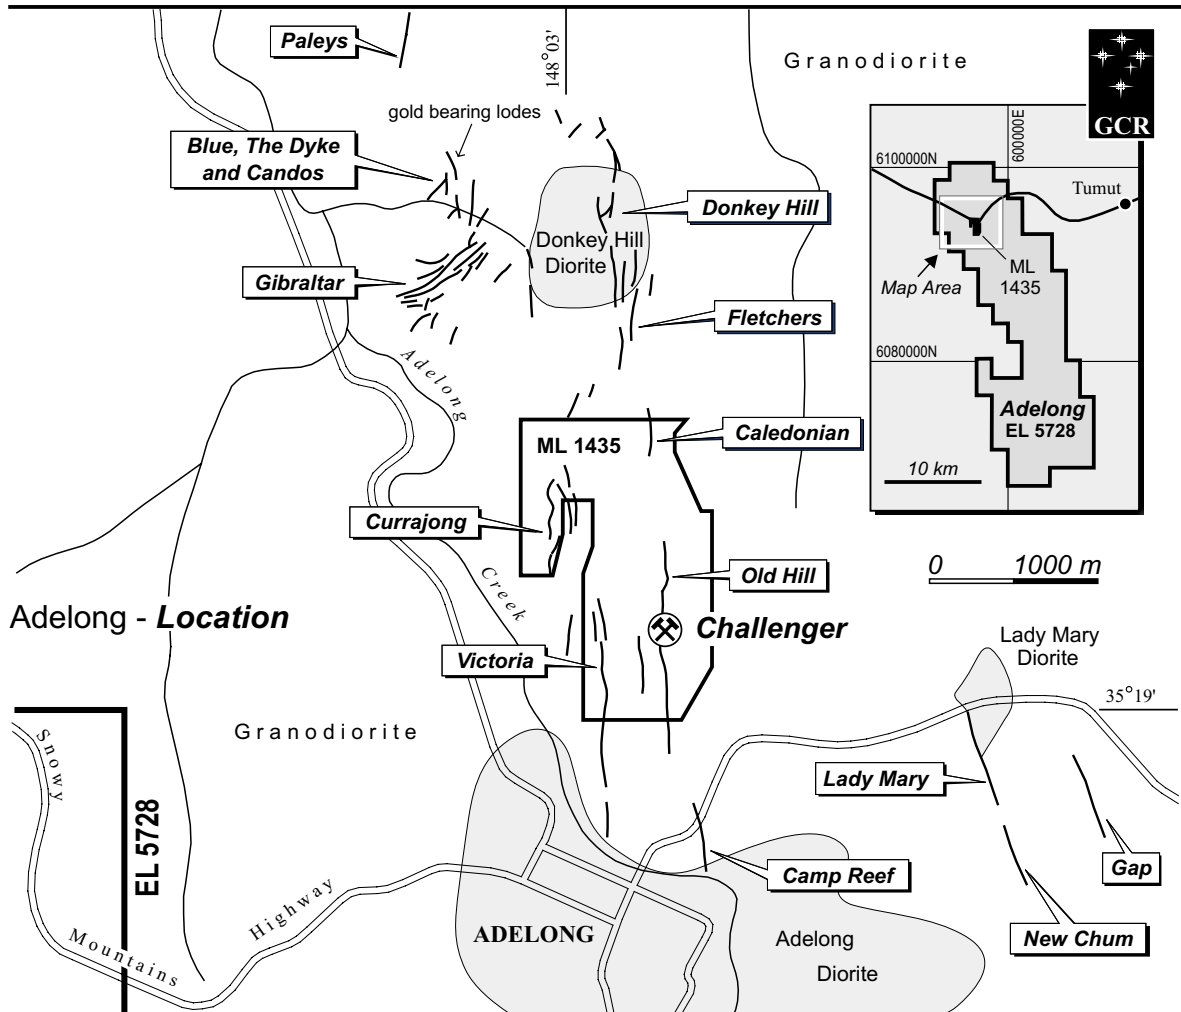 Paleys
148°03'
Granodiorite
GCR
gold bearing lodes
Blue, The Dyke
and Candos
6100000N
600000E
Tumut
Donkey Hill
Donkey Hill
Diorite
Gibraltar
Map Area
ML
1435
Fletchers
6080000N
Adelong
Adelong
EL 5728
10 km
Caledonian
ML 1435
Currajong
0 1000 m
Old Hill
Creek
Adelong - Location
Challenger
Victoria
Lady Mary
Diorite
35°19'
Granodiorite
Snowy
Lady Mary
EL 5728
Gap
Camp Reef
Highway
ADELONG
Adelong
Diorite
New Chum
Mountains